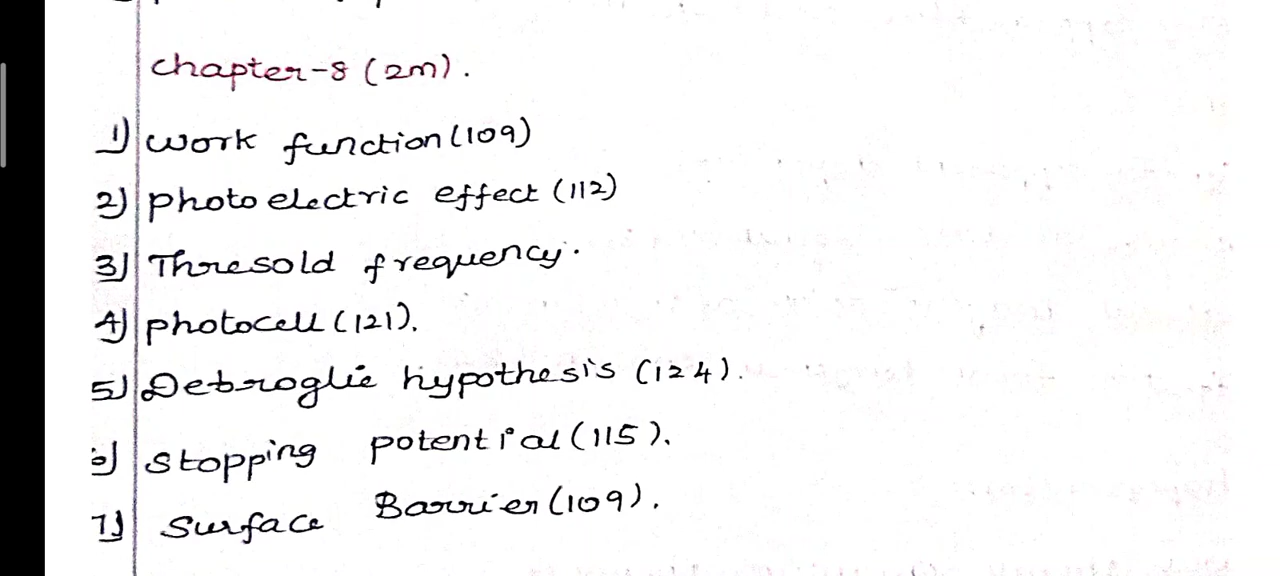 chapter-8 (2m).
1) work function (109)
2) photo electric effect (112)
3) Thresold frequency.
4) photocell (121).
5) Debroglie hypothesis (124).
6) stopping potential (115).
7) surface Barrier (109).